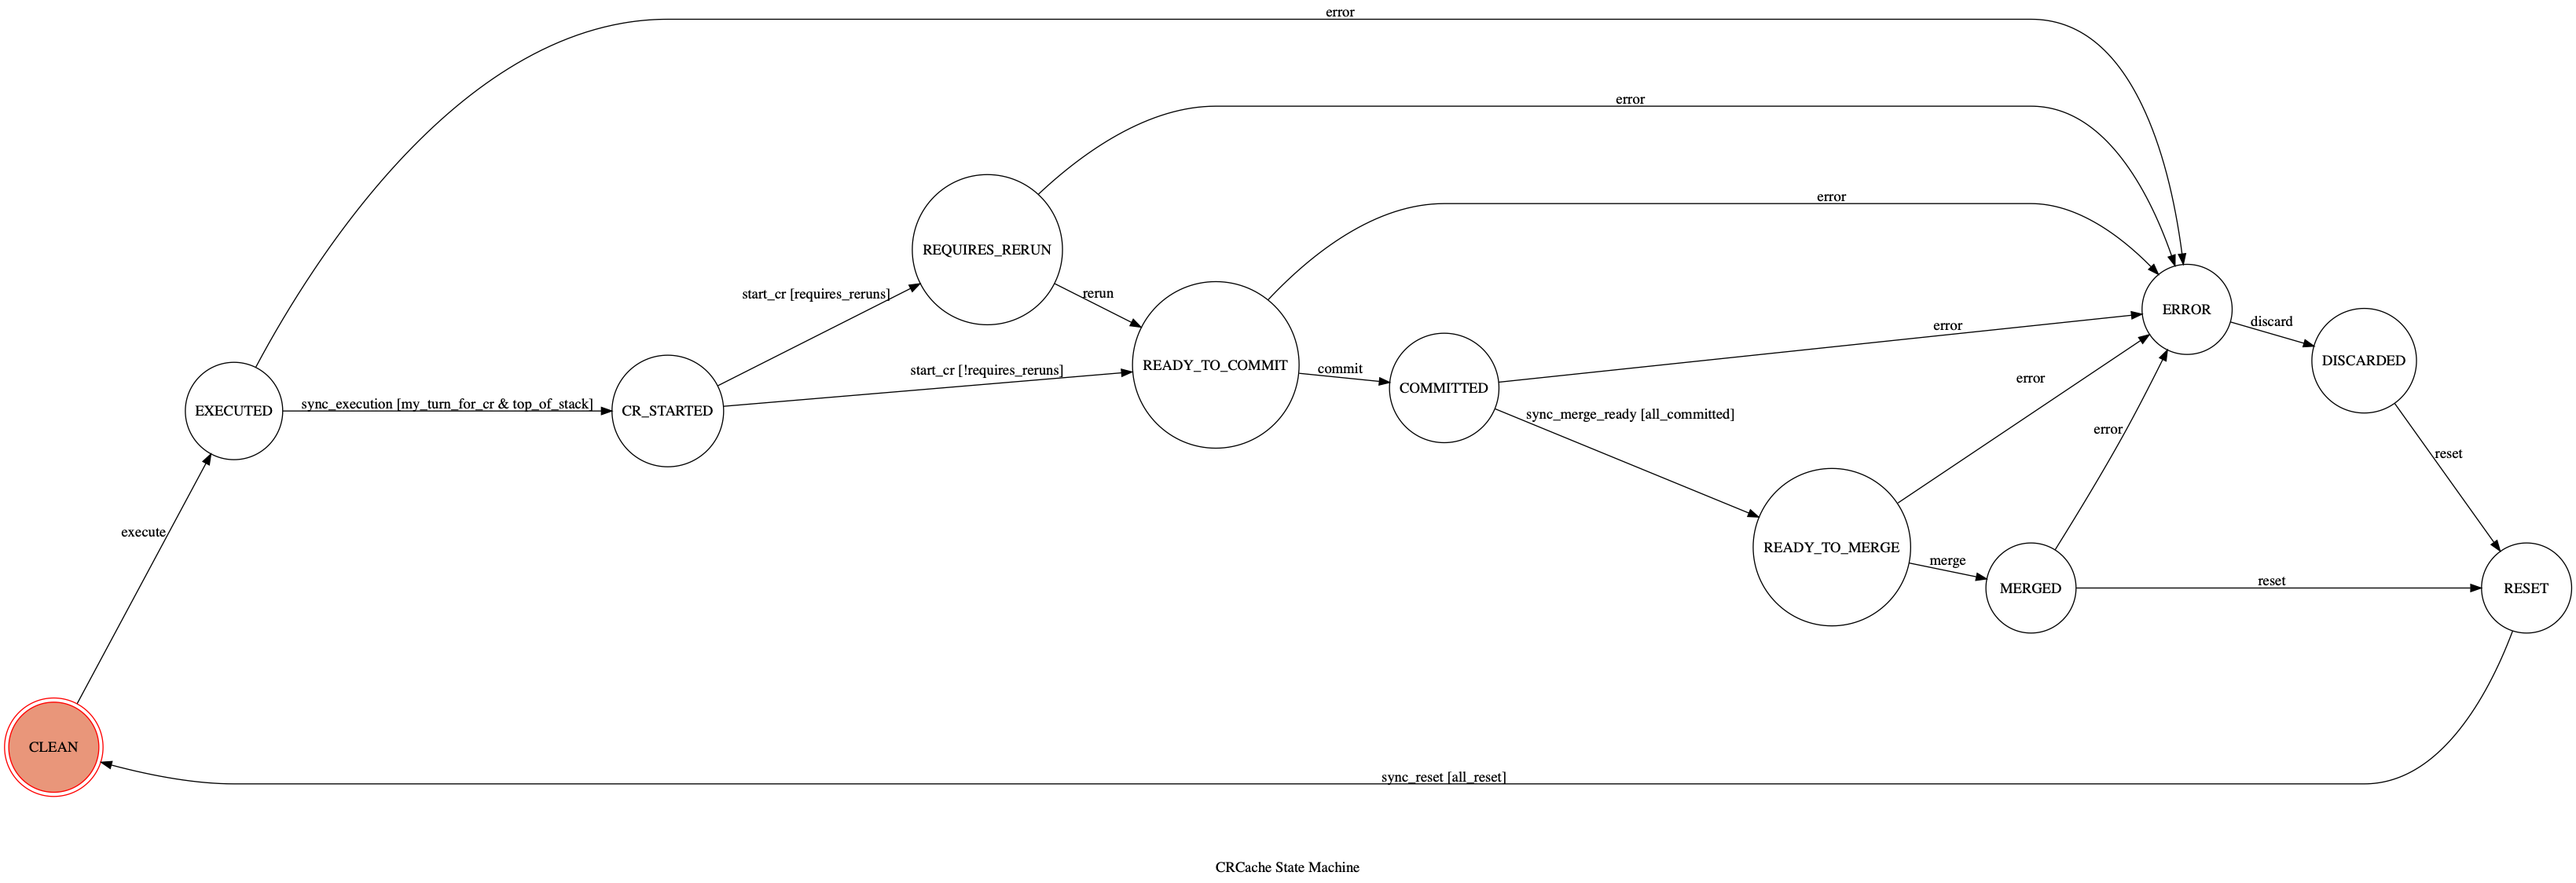 error
error
error
REQUIRES_RERUN
start_cr [requires_reruns]
rerun
ERROR
discard
error
DISCARDED
READY_TO_COMMIT
commit
start_cr [!requires_reruns]
error
COMMITTED
EXECUTED
sync_execution [my_turn_for_cr & top_of_stack]
CR_STARTED
sync_merge_ready [all_committed]
error
reset
execute
READY_TO_MERGE
merge
MERGED
reset
RESET
CLEAN
sync_reset [all_reset]
CRCache State Machine